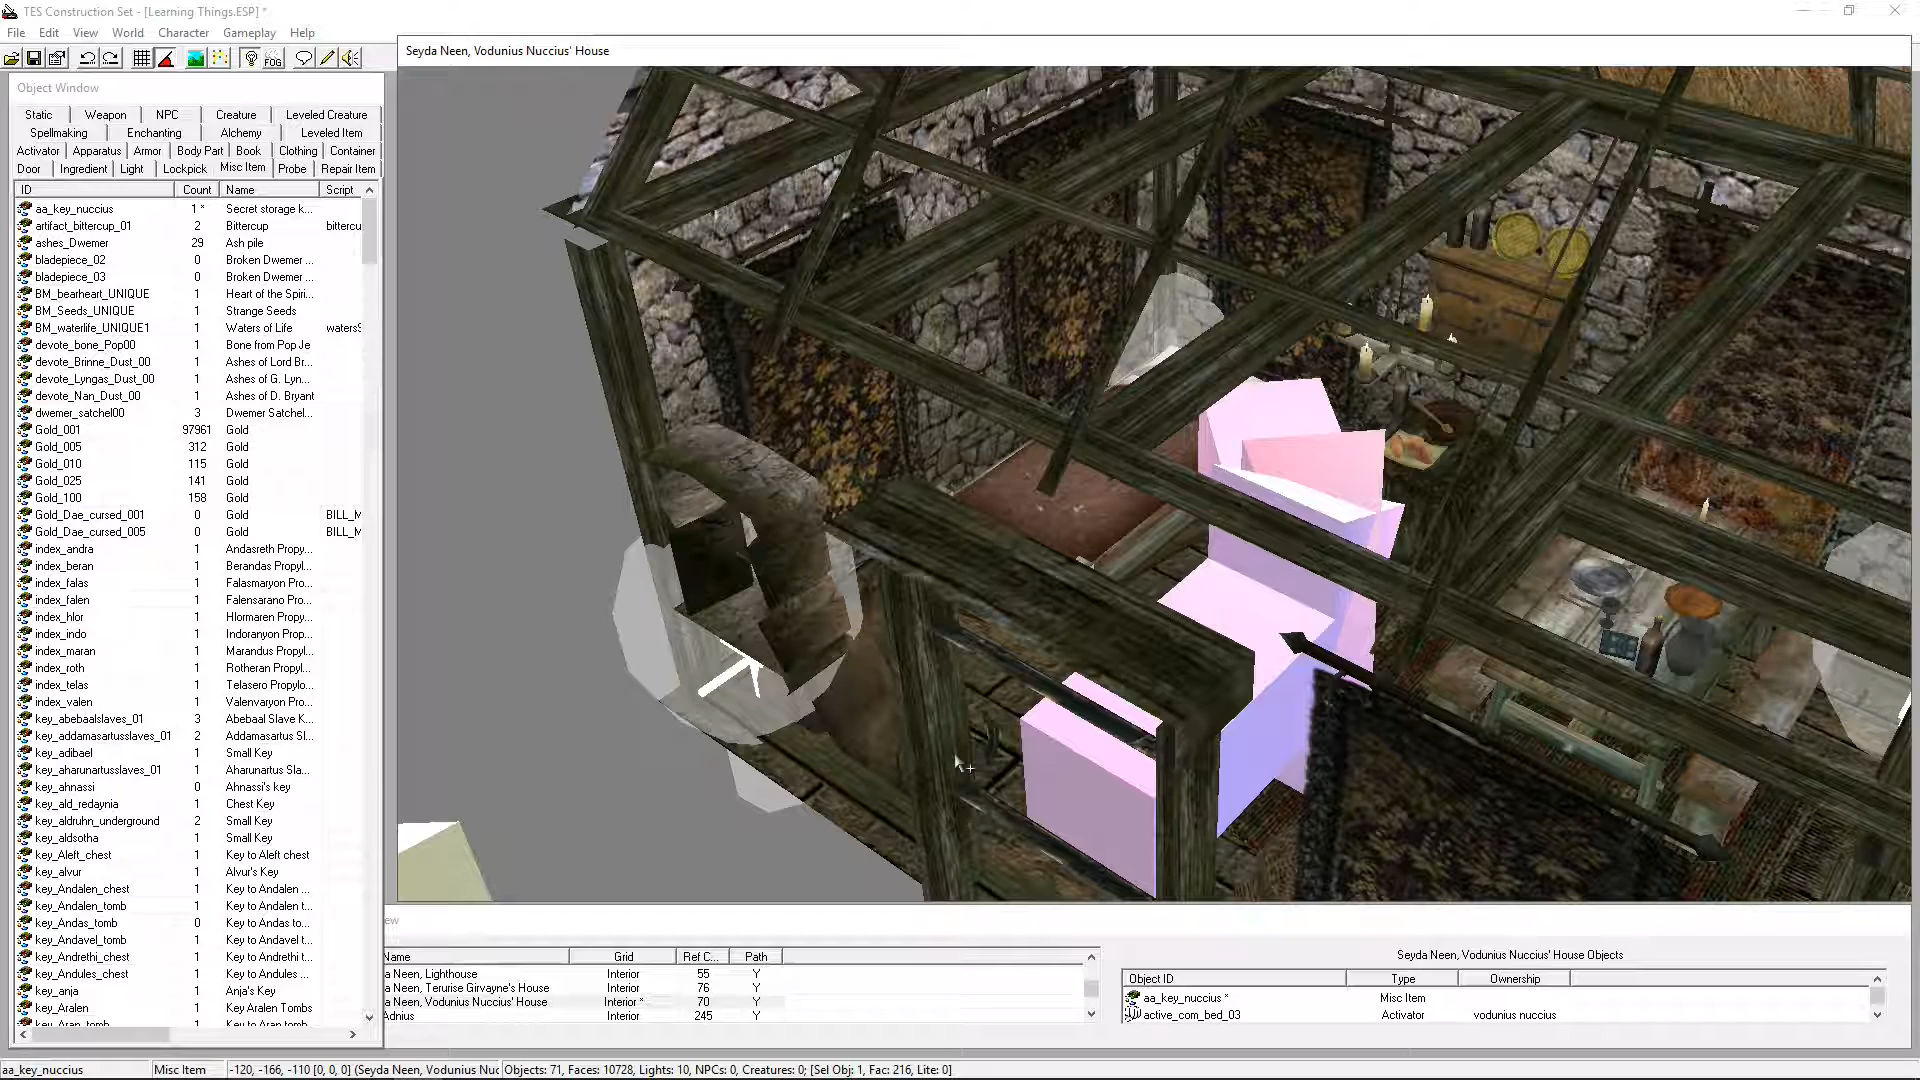 TES Construction Set - [Learning Things.ESP] *
File Edit View World Character Gameplay Help
FOG
Seyda Neen, Vodunius Nuccius' House
Object Window
Static Weapon NPC Creature Leveled Creature
Spellmaking Enchanting Alchemy Leveled Item
Activator Apparatus Armor Body Part Book Clothing Container
Door Ingredient Light Lockpick Misc Item Probe Repair Item
ID Count Name Script
aa_key_nuccius 1 * Secret storage k...
artifact_bittercup_01 2 Bittercup bittercu
ashes_Dwemer 29 Ash pile
bladepiece_02 0 Broken Dwemer ...
bladepiece_03 0 Broken Dwemer ...
BM_bearheart_UNIQUE 1 Heart of the Spiri...
BM_Seeds_UNIQUE 1 Strange Seeds
BM_waterlife_UNIQUE1 1 Waters of Life watersS
devote_bone_Pop00 1 Bone from Pop Je
devote_Brinne_Dust_00 1 Ashes of Lord Br...
devote_Lyngas_Dust_00 1 Ashes of G. Lyn...
devote_Nan_Dust_00 1 Ashes of D. Bryant
dwemer_satchel00 3 Dwemer Satchel...
Gold_001 97961 Gold
Gold_005 312 Gold
Gold_010 115 Gold
Gold_025 141 Gold
Gold_100 158 Gold
Gold_Dae_cursed_001 0 Gold BILL_M
Gold_Dae_cursed_005 0 Gold BILL_M
index_andra 1 Andasreth Propy...
index_beran 1 Berandas Propyl...
index_falas 1 Falasmaryon Pro...
index_falen 1 Falensarano Pro...
index_hlor 1 Hlormaren Propy...
index_indo 1 Indoranyon Prop...
index_maran 1 Marandus Propyl...
index_roth 1 Rotheran Propyl...
index_telas 1 Telasero Propylo...
index_valen 1 Valenvaryon Pro...
key_abebaalslaves_01 3 Abebaal Slave K...
key_addamasartusslaves_01 2 Addamasartus Sl...
key_adibael 1 Small Key
key_aharunartusslaves_01 1 Aharunartus Sla...
key_ahnassi 0 Ahnassi's key
key_ald_redaynia 1 Chest Key
key_aldruhn_underground 2 Small Key
key_aldsotha 1 Small Key
key_Aleft_chest 1 Key to Aleft chest
key_alvur 1 Alvur's Key
key_Andalen_chest 1 Key to Andalen ...
key_Andalen_tomb 1 Key to Andalen t...
key_Andas_tomb 0 Key to Andas to...
key_Andavel_tomb 1 Key to Andavel t...
key_Andrethi_chest 1 Key to Andrethi t...
key_Andules_chest 1 Key to Andules ...
key_anja 1 Anja's Key
key_Aralen 1 Key Aralen Tombs
key_Aran_tomb 1 Key to Aran tomb
ew
Name Grid Ref C... Path
a Neen, Lighthouse Interior 55 Y
a Neen, Terurise Girvayne's House Interior 76 Y
a Neen, Vodunius Nuccius' House Interior * 70 Y
Adnius Interior 245 Y
Seyda Neen, Vodunius Nuccius' House Objects
Object ID Type Ownership
aa_key_nuccius * Misc Item
active_com_bed_03 Activator vodunius nuccius
aa_key_nuccius Misc Item -120, -166, -110 [0, 0, 0] (Seyda Neen, Vodunius Nuc Objects: 71, Faces: 10728, Lights: 10, NPCs: 0, Creatures: 0; [Sel Obj: 1, Fac: 216, Lite: 0]